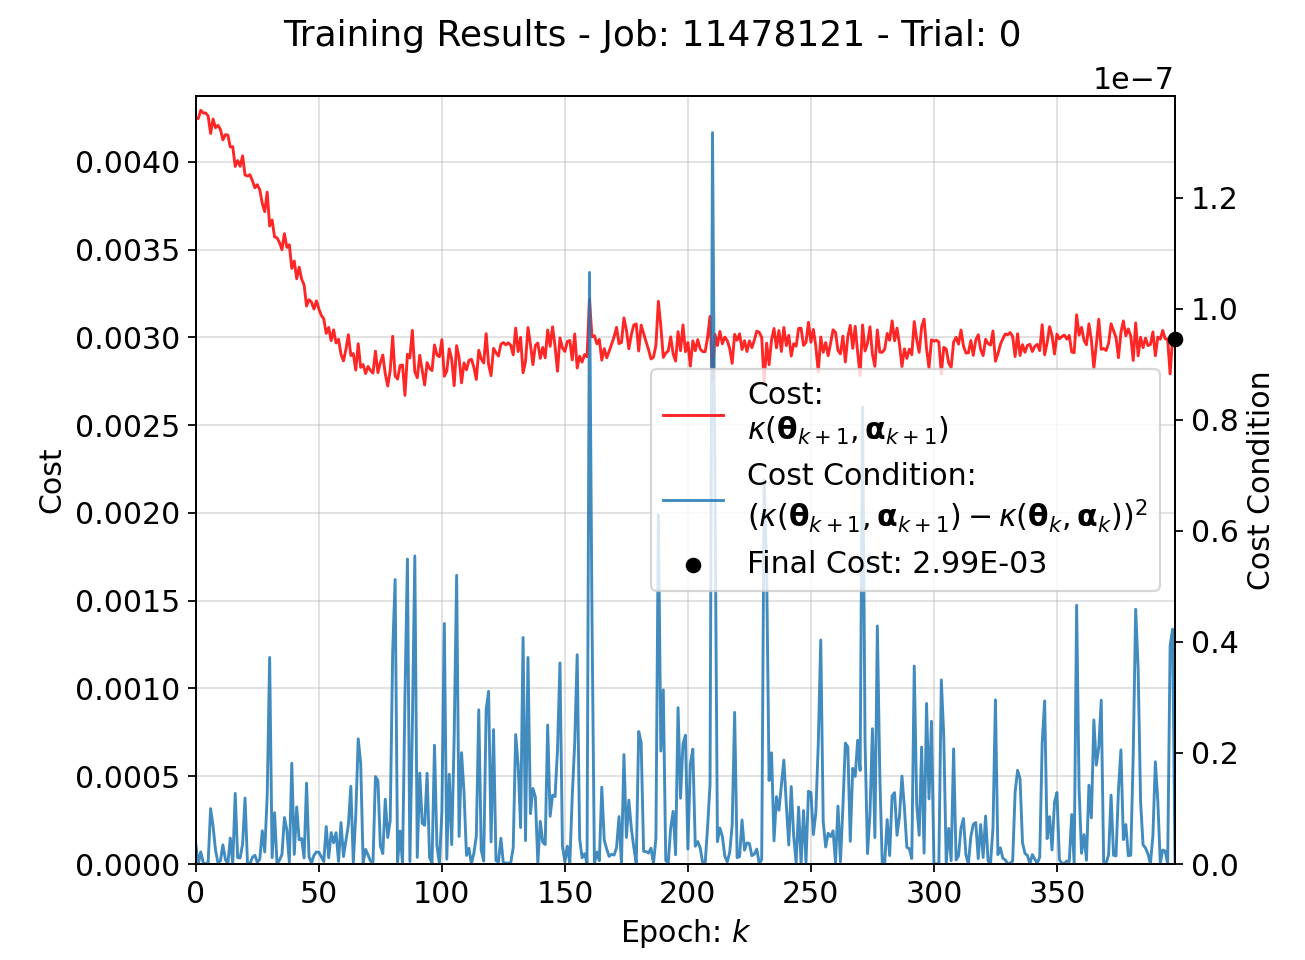 Training Results - Job: 11478121 - Trial: 0
1e−7
0.0040
0.0035
0.0030
0.0025
0.0020
0.0015
0.0010
0.0005
0.0000
Cost
1.2
1.0
0.8
0.6
0.4
0.2
0.0
Cost Condition
Cost:
κ(θₖ₊₁, αₖ₊₁)
Cost Condition:
(κ(θₖ₊₁, αₖ₊₁) − κ(θₖ, αₖ))²
Final Cost: 2.99E-03
0 50 100 150 200 250 300 350
Epoch: k